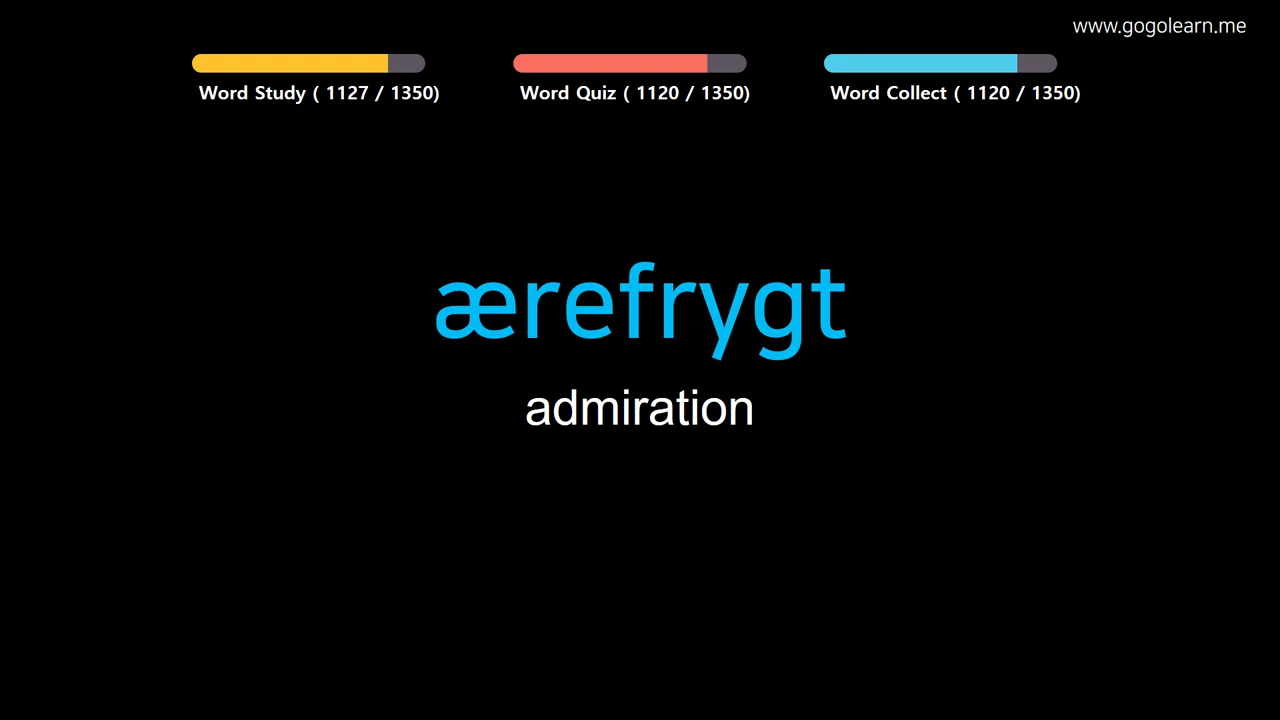 www.gogolearn.me
Word Study ( 1127 / 1350)
Word Quiz ( 1120 / 1350)
Word Collect ( 1120 / 1350)
ærefrygt
admiration